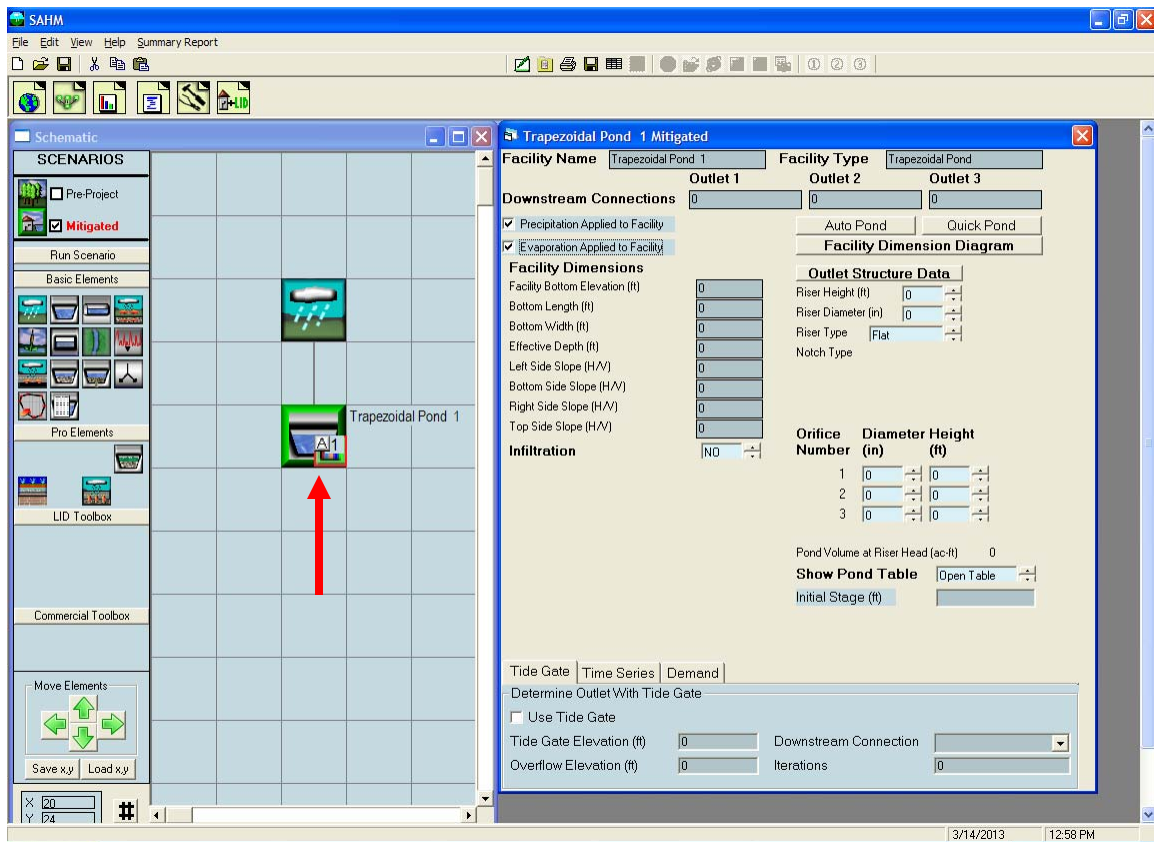 SAHM
File Edit View Help Summary Report
Schematic
SCENARIOS
Pre-Project
Mitigated
Run Scenario
Basic Elements
Pro Elements
LID Toolbox
Commercial Toolbox
Move Elements
Save x,y Load x,y
X 20
Y 24
#
+LID
Trapezoidal Pond 1
A 1
Trapezoidal Pond 1 Mitigated
Facility Name Trapezoidal Pond 1 Facility Type Trapezoidal Pond
Outlet 1 Outlet 2 Outlet 3
Downstream Connections 0 0 0
Precipitation Applied to Facility Auto Pond Quick Pond
Evaporation Applied to Facility Facility Dimension Diagram
Facility Dimensions
Facility Bottom Elevation (ft) 0
Bottom Length (ft) 0
Bottom Width (ft) 0
Effective Depth (ft) 0
Left Side Slope (H/V) 0
Bottom Side Slope (H/V) 0
Right Side Slope (H/V) 0
Top Side Slope (H/V) 0
Infiltration NO
Outlet Structure Data
Riser Height (ft) 0
Riser Diameter (in) 0
Riser Type Flat
Notch Type
Orifice Diameter Height
Number (in) (ft)
1 0 0
2 0 0
3 0 0
Pond Volume at Riser Head (ac-ft) 0
Show Pond Table Open Table
Initial Stage (ft)
Tide Gate Time Series Demand
Determine Outlet With Tide Gate
Use Tide Gate
Tide Gate Elevation (ft) 0 Downstream Connection
Overflow Elevation (ft) 0 Iterations 0
3/14/2013 12:58 PM